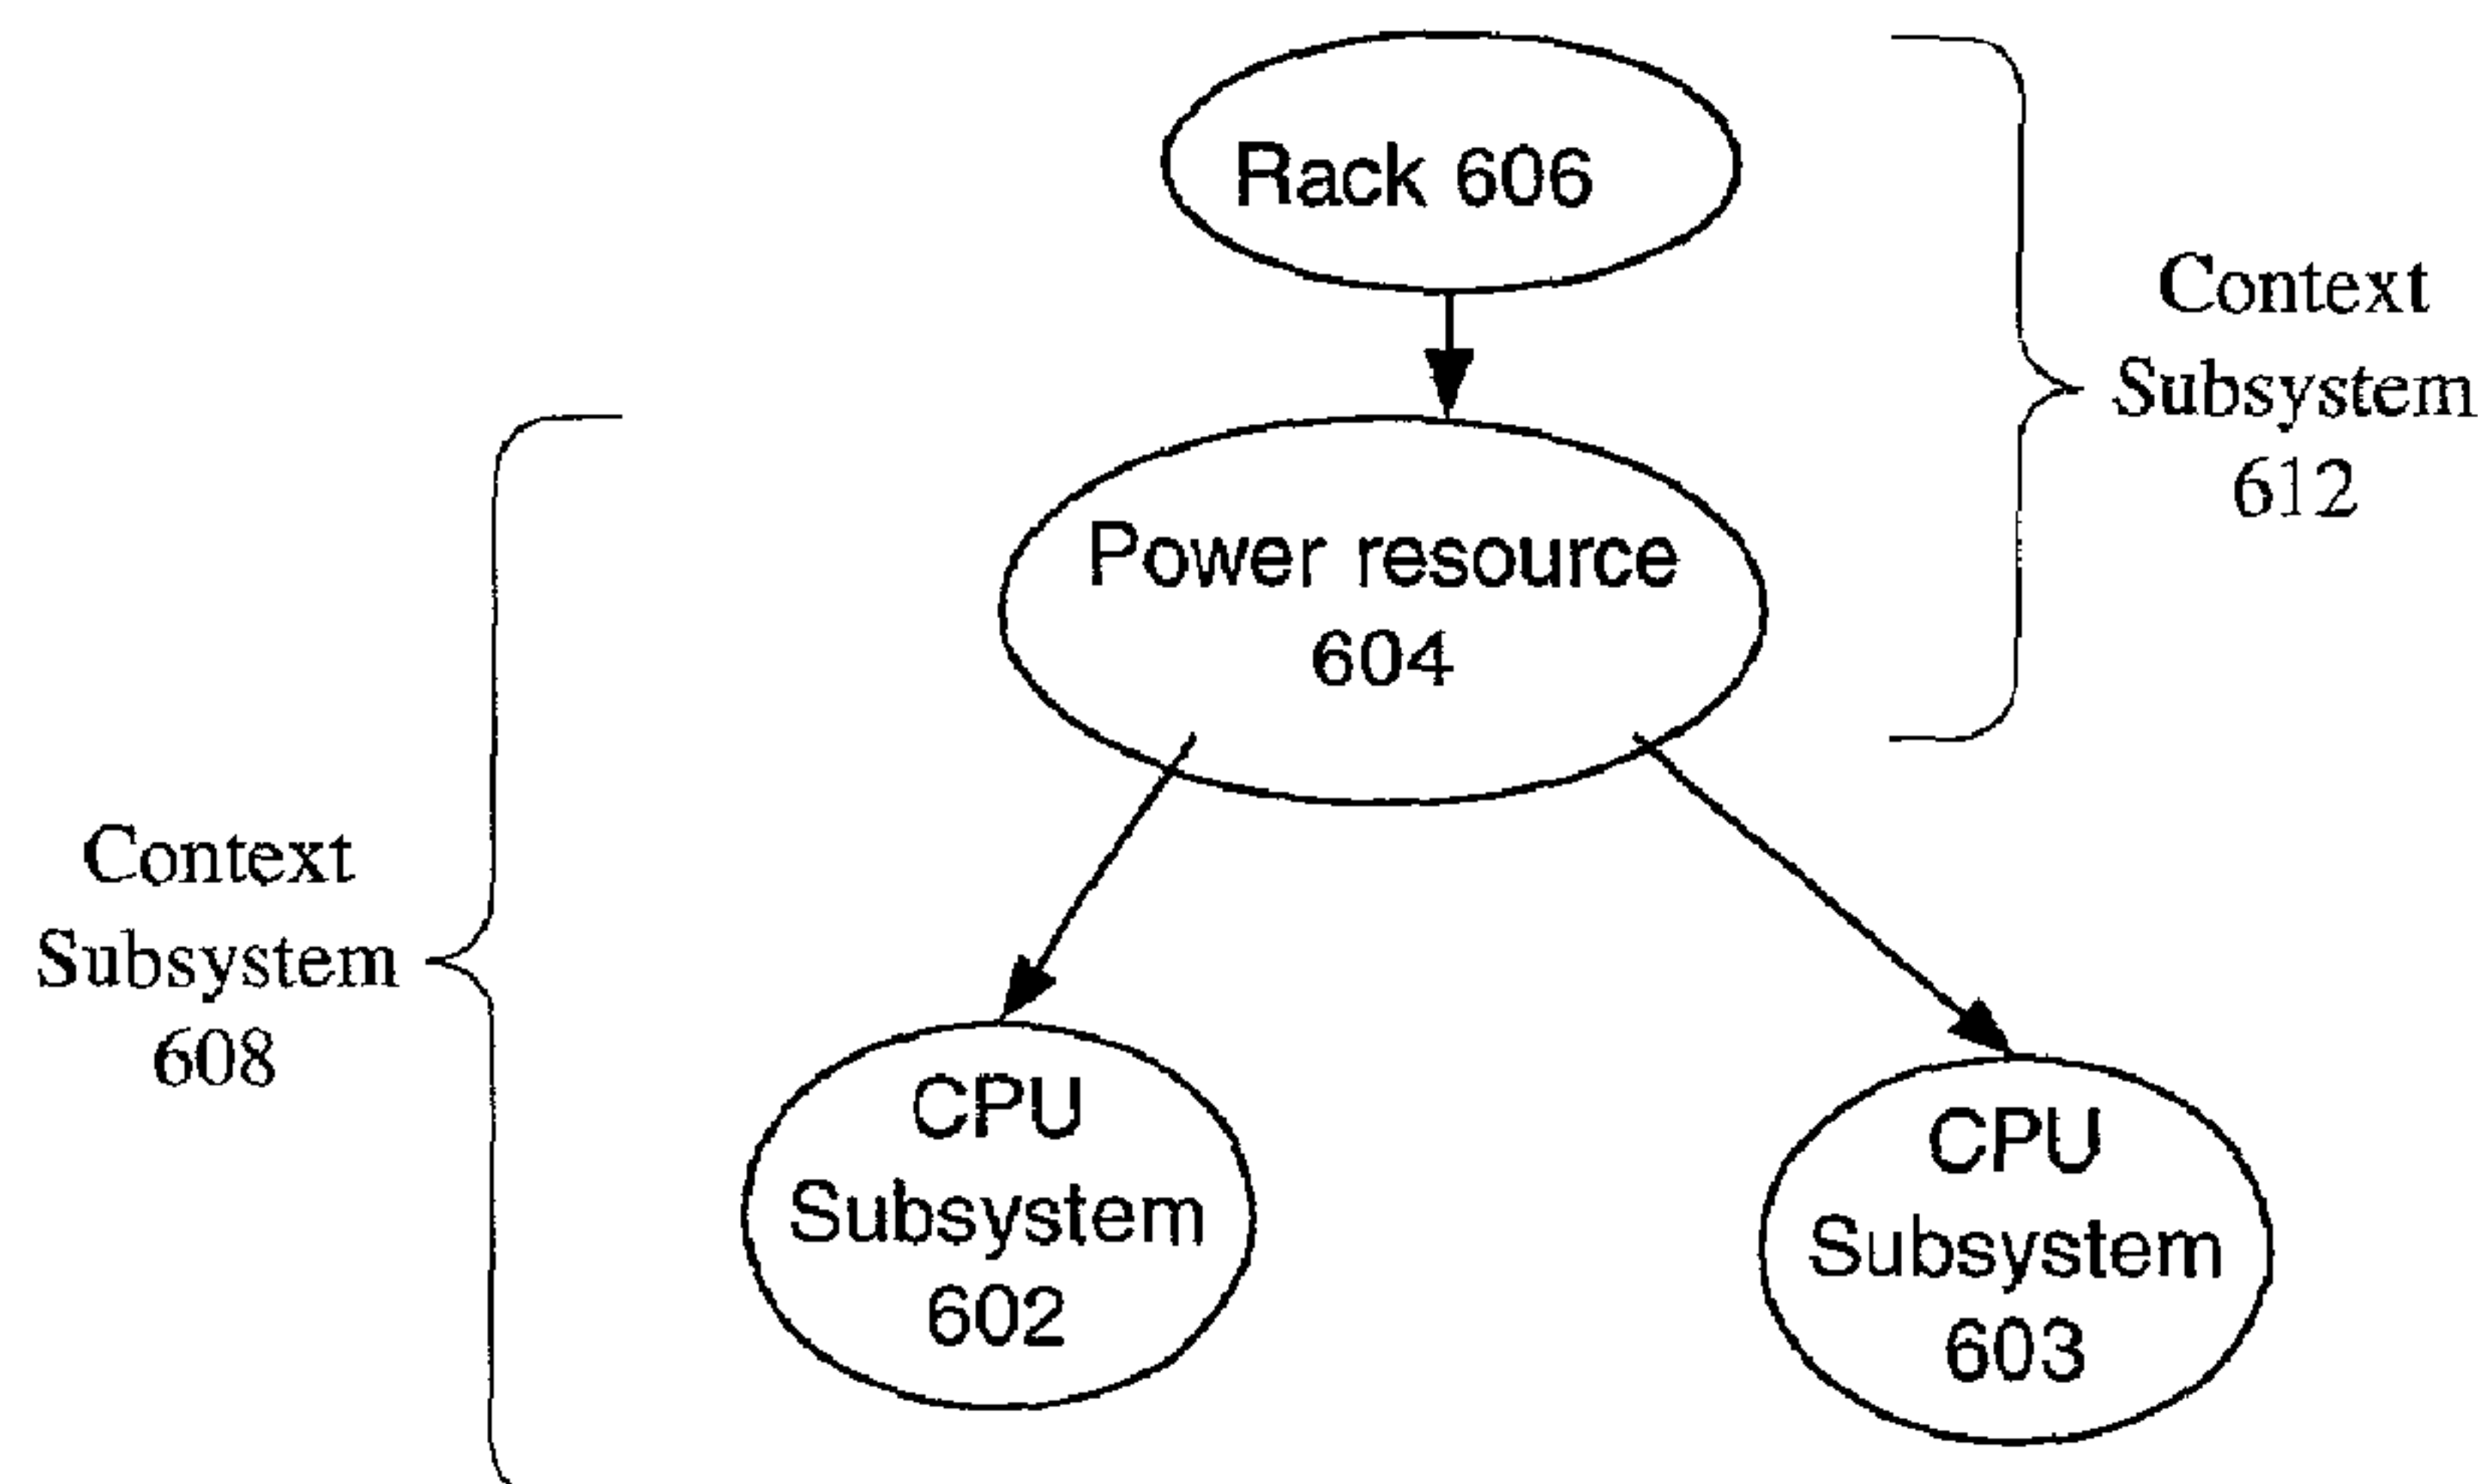 Rack 606
Context
Subsystem
612
Power resource
604
Context
Subsystem
608
CPU
Subsystem
602
CPU
Subsystem
603